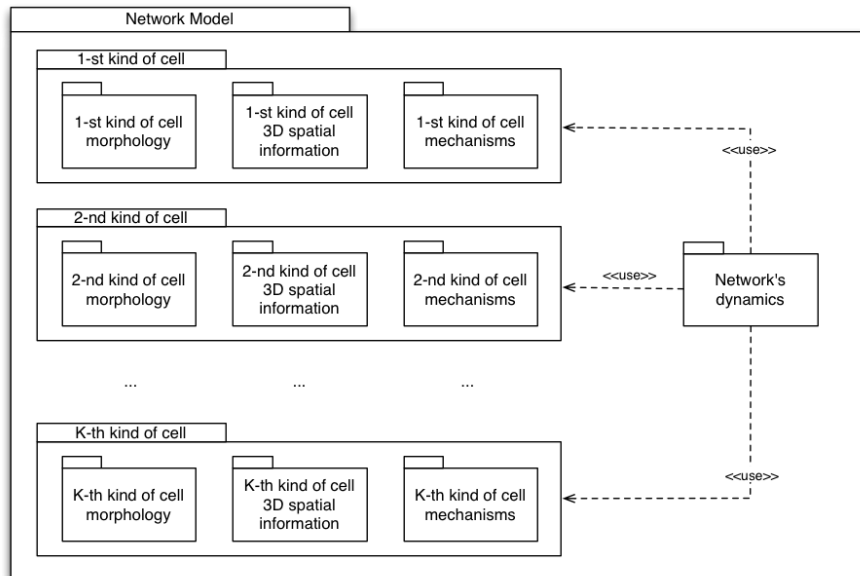 Network Model
1-st kind of cell
1-st kind of cell
morphology
1-st kind of cell
3D spatial
information
1-st kind of cell
mechanisms
<<use>>
2-nd kind of cell
2-nd kind of cell
morphology
2-nd kind of cell
3D spatial
information
2-nd kind of cell
mechanisms
<<use>>
Network's
dynamics
...
...
...
K-th kind of cell
K-th kind of cell
morphology
K-th kind of cell
3D spatial
information
K-th kind of cell
mechanisms
<<use>>